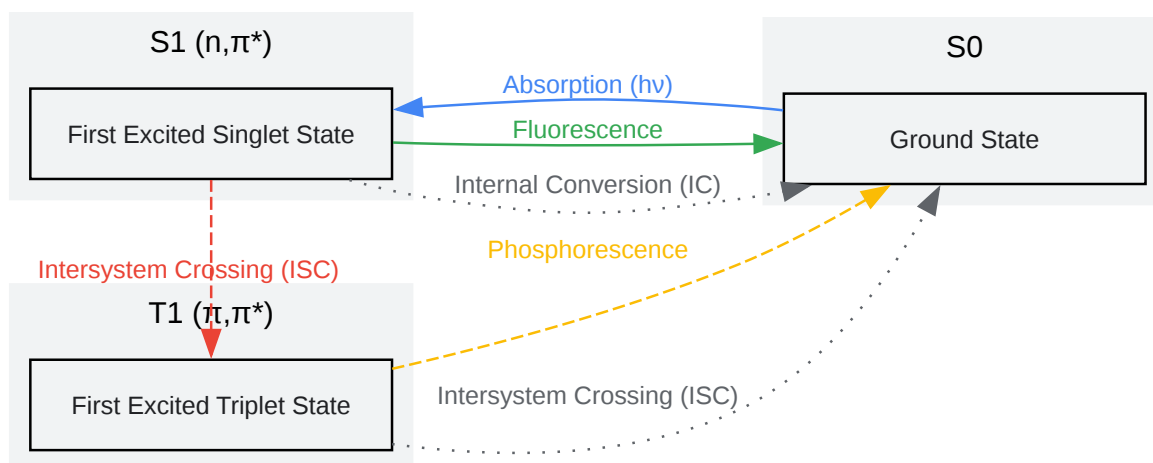 S1 (n,π*)
S0
First Excited Singlet State
Absorption (hν)
Fluorescence
Ground State
Internal Conversion (IC)
Phosphorescence
Intersystem Crossing (ISC)
T1 (π,π*)
First Excited Triplet State
Intersystem Crossing (ISC)